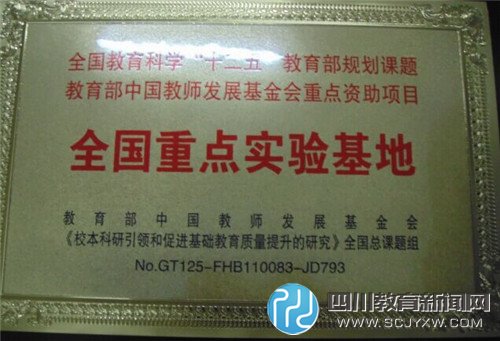 全国教育科学“十二五”教育部规划课题
教育部中国教师发展基金会重点资助项目
全国重点实验基地
教育部中国教师发展基金会
《校本科研引领和促进基础教育质量提升的研究》全国总课题组
No.GT125-FHB110083-JD793
四川教育新闻网
WWW.SCJYXW.COM